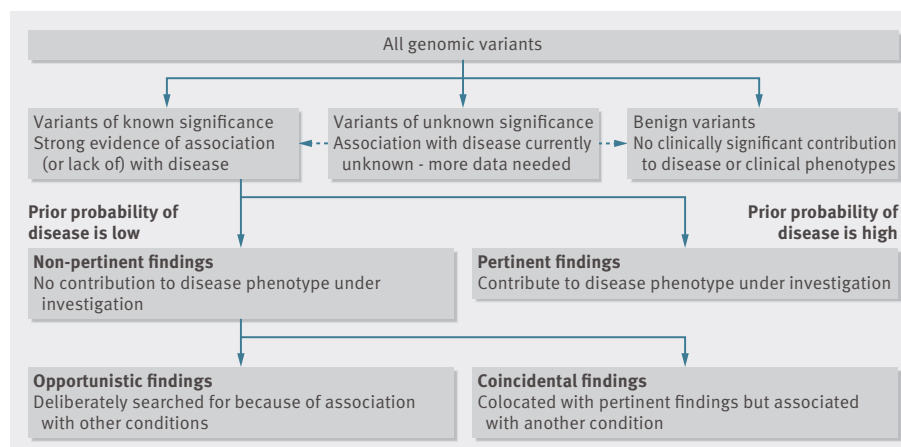 All genomic variants
Variants of known significance
Strong evidence of association
(or lack of) with disease
Variants of unknown significance
Association with disease currently
unknown - more data needed
Benign variants
No clinically significant contribution
to disease or clinical phenotypes
Prior probability of
disease is low
Prior probability of
disease is high
Non-pertinent findings
No contribution to disease phenotype under
investigation
Pertinent findings
Contribute to disease phenotype under investigation
Opportunistic findings
Deliberately searched for because of association
with other conditions
Coincidental findings
Colocated with pertinent findings but associated
with another condition